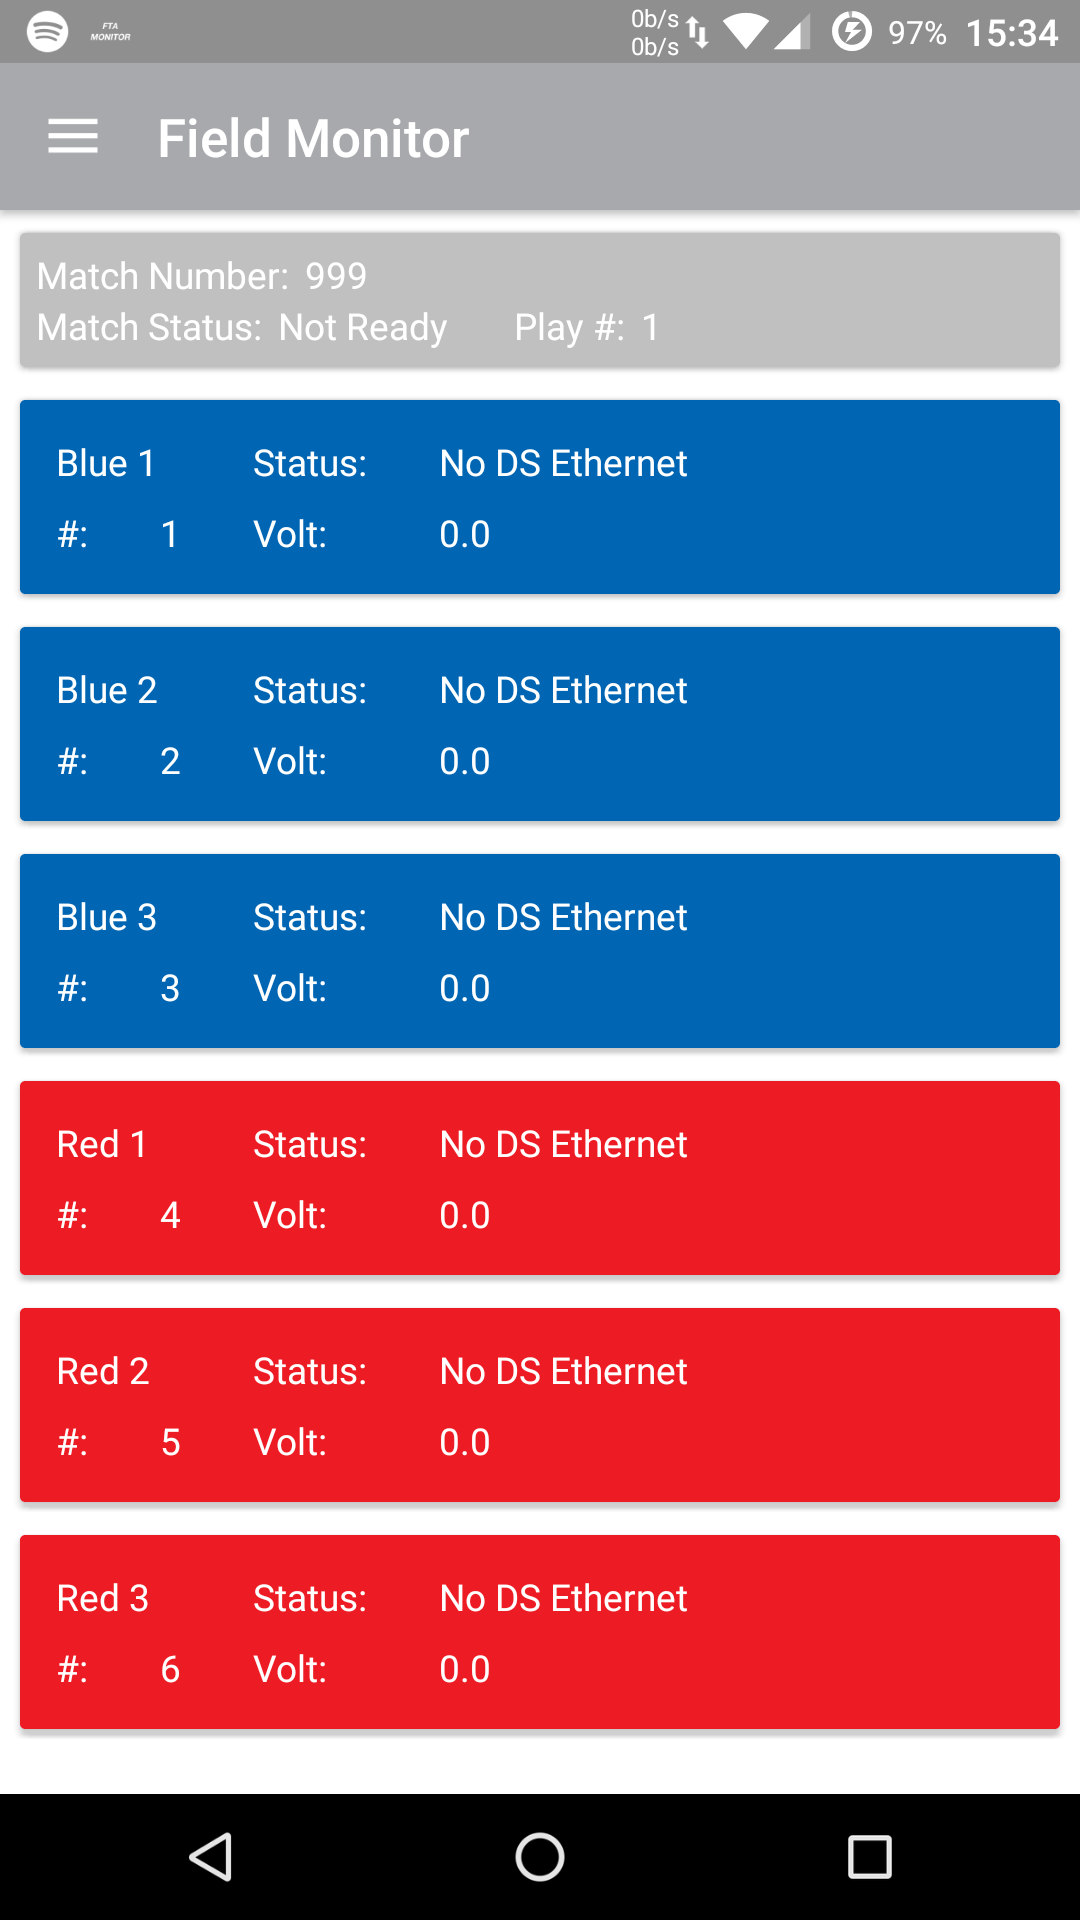 FTA
MONITOR
0b/s
0b/s
97% 15:34
Field Monitor
Match Number: 999
Match Status: Not Ready Play #: 1
Blue 1 Status: No DS Ethernet
#: 1 Volt: 0.0
Blue 2 Status: No DS Ethernet
#: 2 Volt: 0.0
Blue 3 Status: No DS Ethernet
#: 3 Volt: 0.0
Red 1 Status: No DS Ethernet
#: 4 Volt: 0.0
Red 2 Status: No DS Ethernet
#: 5 Volt: 0.0
Red 3 Status: No DS Ethernet
#: 6 Volt: 0.0